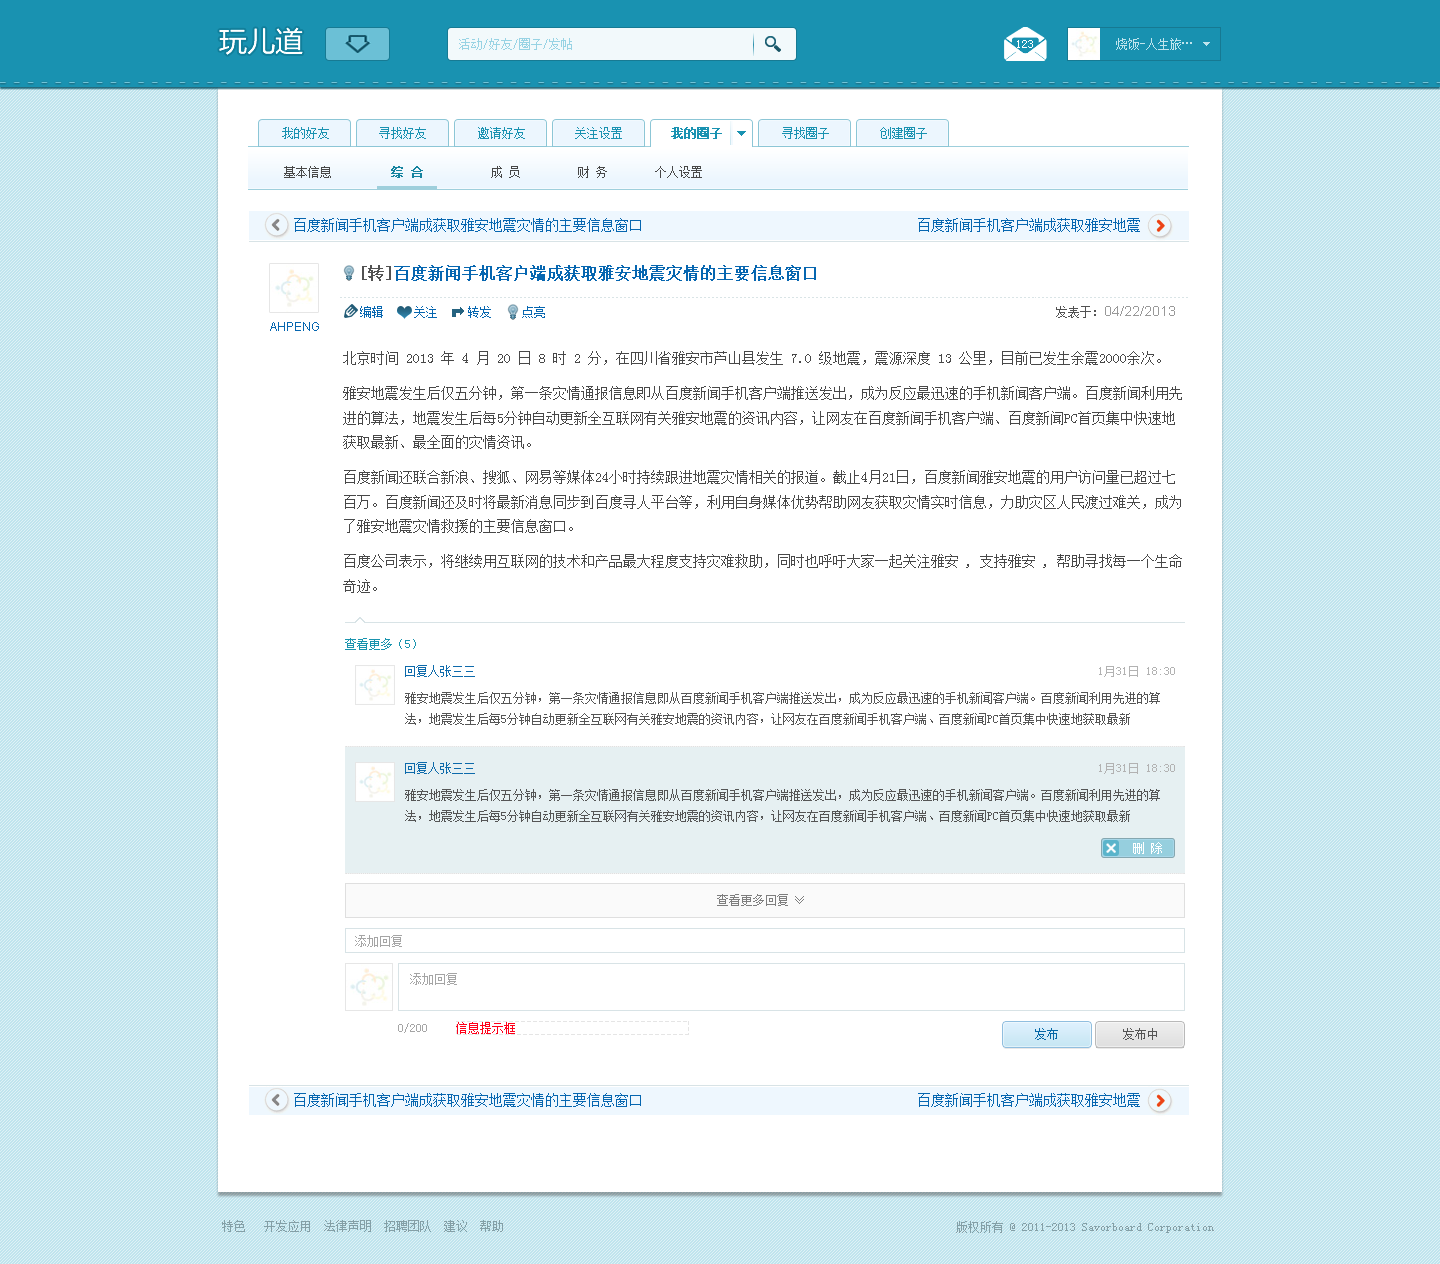 玩儿道
活动/好友/圈子/发帖
123
烧饭-人生旅…
我的好友 寻找好友 邀请好友 关注设置 我的圈子 寻找圈子 创建圈子
基本信息 综 合 成 员 财 务 个人设置
百度新闻手机客户端成获取雅安地震灾情的主要信息窗口 百度新闻手机客户端成获取雅安地震
[转]百度新闻手机客户端成获取雅安地震灾情的主要信息窗口
AHPENG
编辑 关注 转发 点亮 发表于：04/22/2013
北京时间 2013 年 4 月 20 日 8 时 2 分，在四川省雅安市芦山县发生 7.0 级地震，震源深度 13 公里，目前已发生余震2000余次。
雅安地震发生后仅五分钟，第一条灾情通报信息即从百度新闻手机客户端推送发出，成为反应最迅速的手机新闻客户端。百度新闻利用先
进的算法，地震发生后每5分钟自动更新全互联网有关雅安地震的资讯内容，让网友在百度新闻手机客户端、百度新闻PC首页集中快速地
获取最新、最全面的灾情资讯。
百度新闻还联合新浪、搜狐、网易等媒体24小时持续跟进地震灾情相关的报道。截止4月21日，百度新闻雅安地震的用户访问量已超过七
百万。百度新闻还及时将最新消息同步到百度寻人平台等，利用自身媒体优势帮助网友获取灾情实时信息，力助灾区人民渡过难关，成为
了雅安地震灾情救援的主要信息窗口。
百度公司表示，将继续用互联网的技术和产品最大程度支持灾难救助，同时也呼吁大家一起关注雅安 ，支持雅安 ，帮助寻找每一个生命
奇迹。
查看更多（5）
回复人张三三 1月31日 18:30
雅安地震发生后仅五分钟，第一条灾情通报信息即从百度新闻手机客户端推送发出，成为反应最迅速的手机新闻客户端。百度新闻利用先进的算
法，地震发生后每5分钟自动更新全互联网有关雅安地震的资讯内容，让网友在百度新闻手机客户端、百度新闻PC首页集中快速地获取最新
回复人张三三 1月31日 18:30
雅安地震发生后仅五分钟，第一条灾情通报信息即从百度新闻手机客户端推送发出，成为反应最迅速的手机新闻客户端。百度新闻利用先进的算
法，地震发生后每5分钟自动更新全互联网有关雅安地震的资讯内容，让网友在百度新闻手机客户端、百度新闻PC首页集中快速地获取最新
删 除
查看更多回复
添加回复
添加回复
0/200 信息提示框 发布 发布中
百度新闻手机客户端成获取雅安地震灾情的主要信息窗口 百度新闻手机客户端成获取雅安地震
特色 开发应用 法律声明 招聘团队 建议 帮助 版权所有 @ 2011-2013 Savorboard Corporation